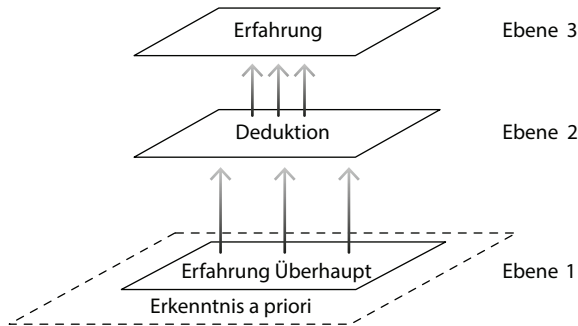 Erfahrung Ebene 3
Deduktion Ebene 2
Erfahrung Überhaupt Ebene 1
Erkenntnis a priori